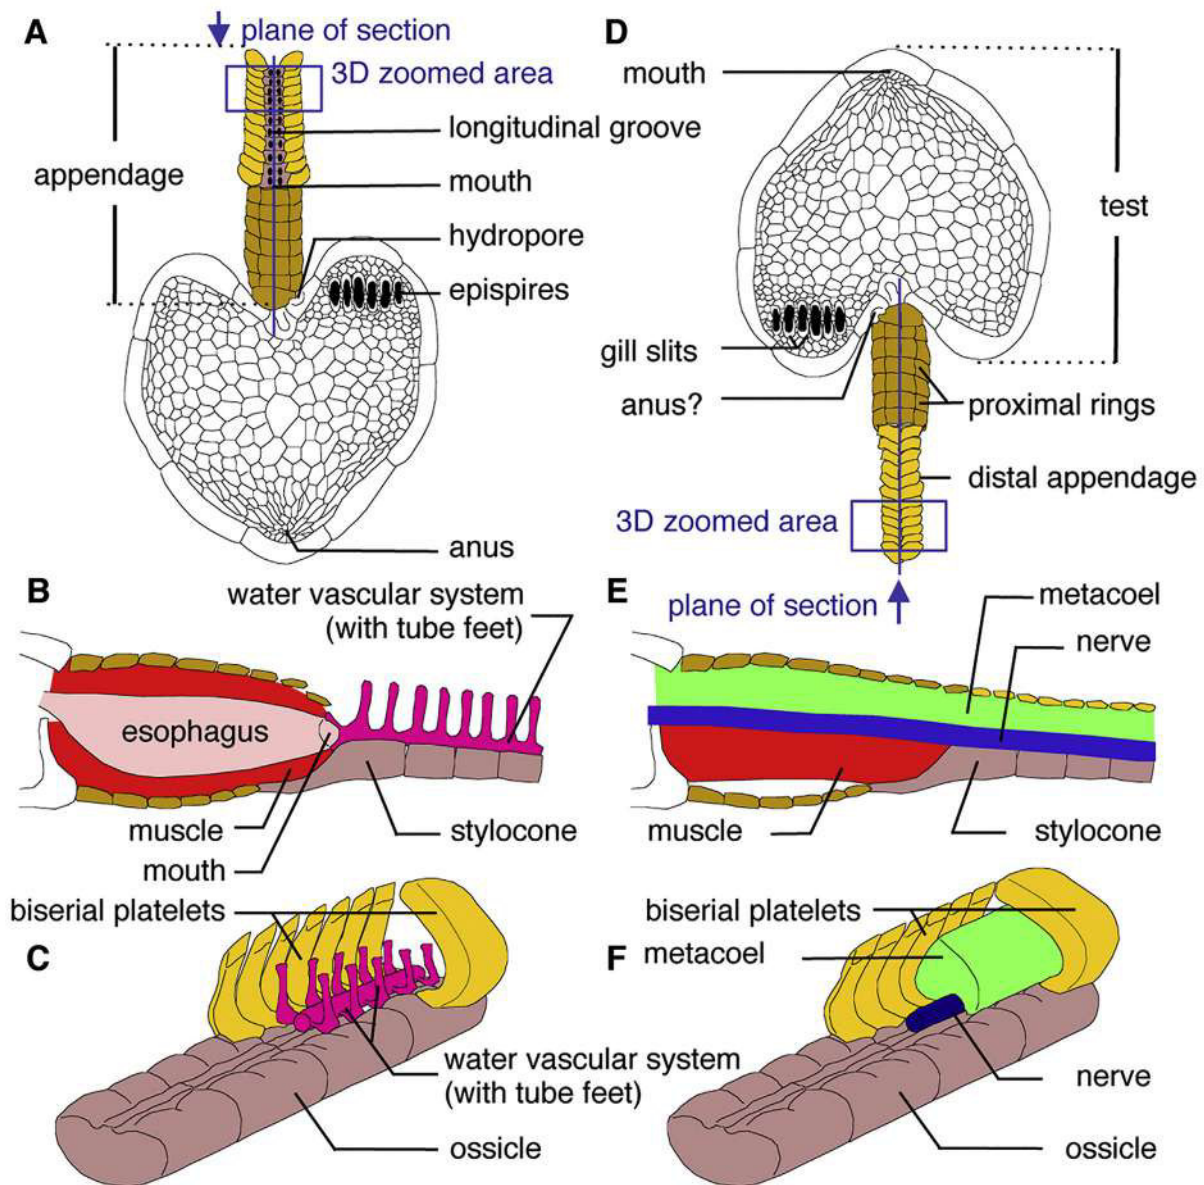 A
plane of section
3D zoomed area
longitudinal groove
appendage
mouth
hydropore
epispires
anus
D
mouth
test
gill slits
anus?
proximal rings
distal appendage
3D zoomed area
plane of section
B
water vascular system
(with tube feet)
esophagus
muscle
mouth
stylocone
E
metacoel
nerve
muscle
stylocone
C
biserial platelets
water vascular system
(with tube feet)
ossicle
F
biserial platelets
metacoel
nerve
ossicle